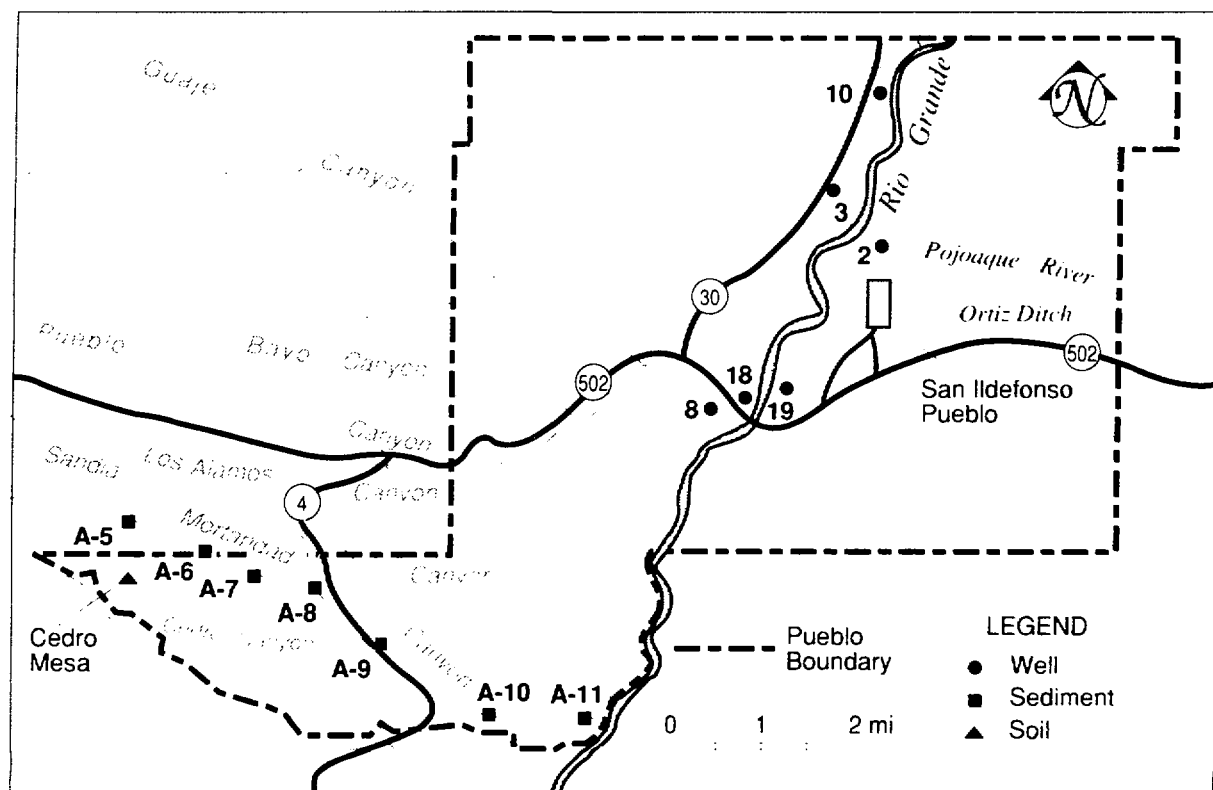 Guaje
Canyon
10
N
Rio Grande
3
2
Pojoaque River
Ortiz Ditch
30
502
502
Pueblo
Bayo Canyon
18
8
19
San Ildefonso
Pueblo
Canyon
Sandia
Los Alamos
Canyon
4
Mortandad
A-5
A-6
A-7
A-8
Cedro
Mesa
Canyon
A-9
A-10
A-11
Pueblo
Boundary
LEGEND
Well
Sediment
Soil
0 1 2 mi